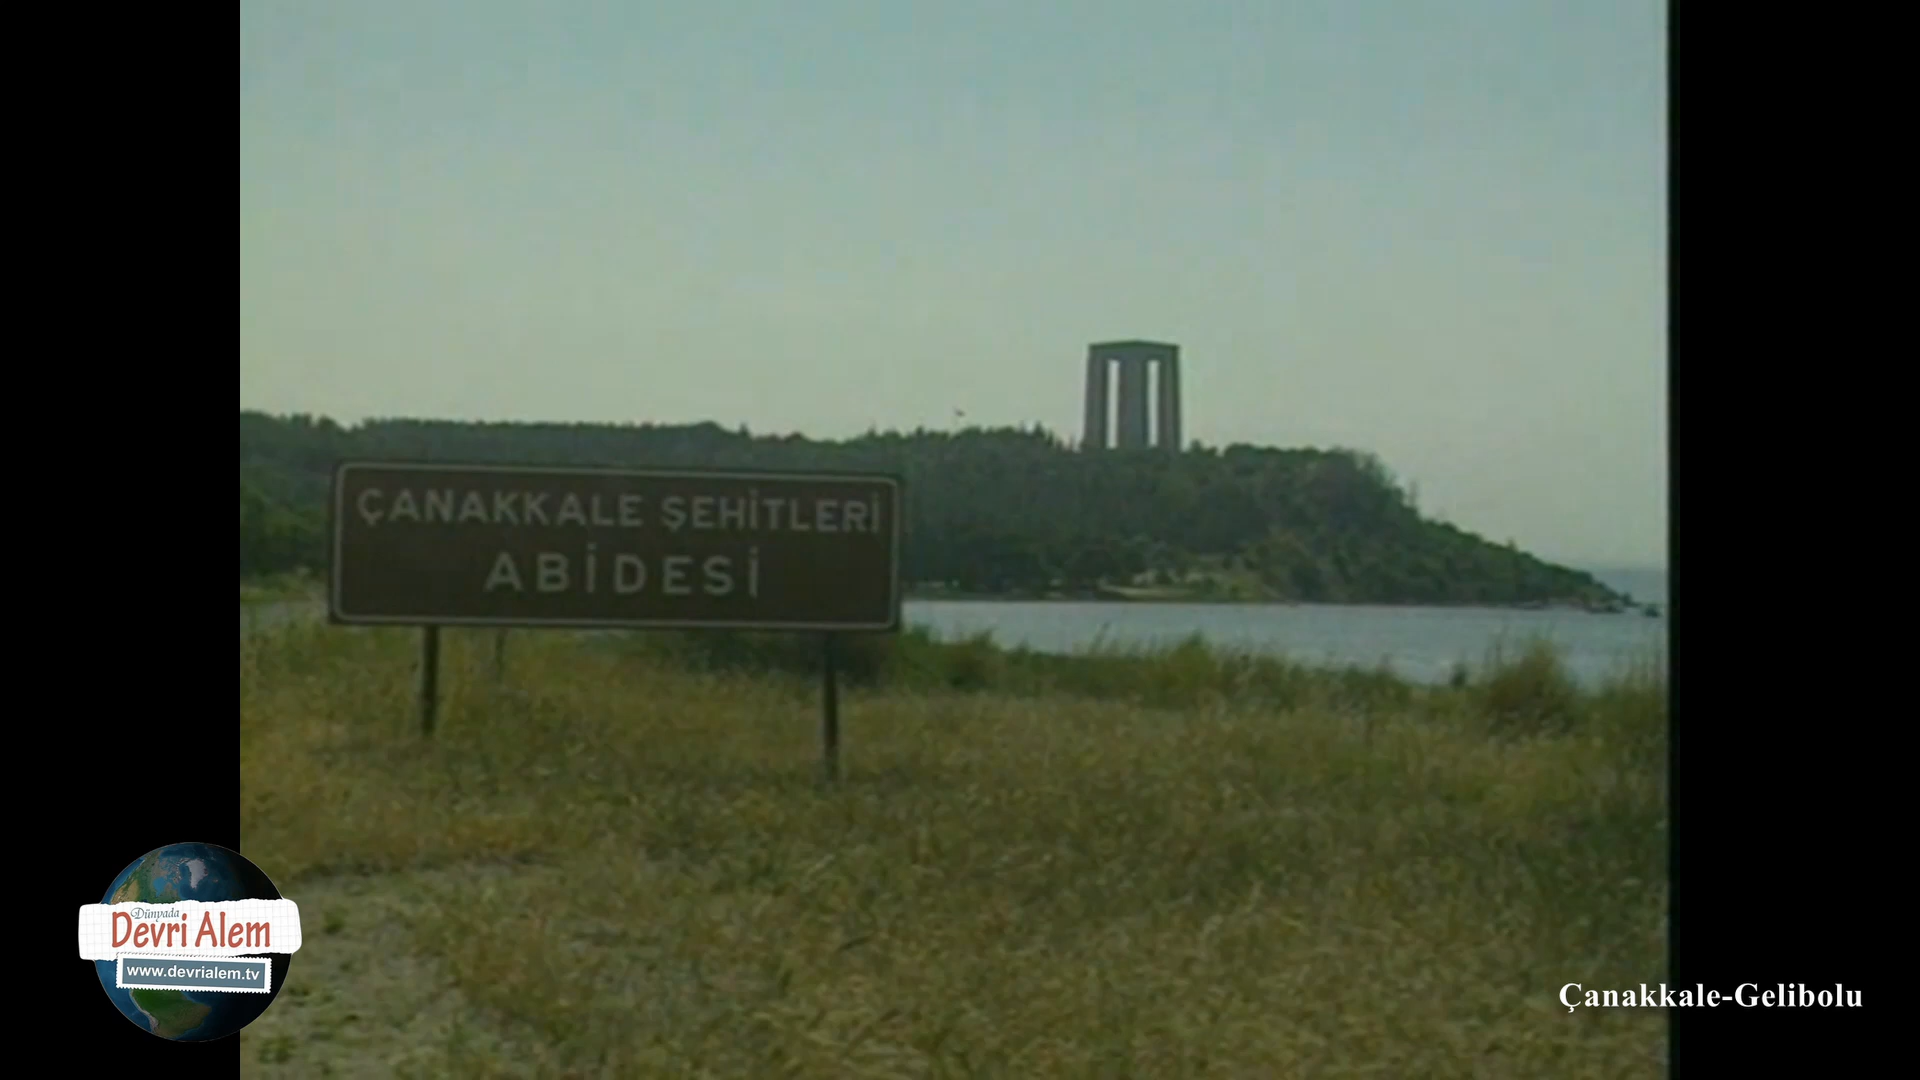 ÇANAKKALE ŞEHİTLERİ
ABİDESİ
Dünyada
Devri Alem
www.devrialem.tv
Çanakkale-Gelibolu